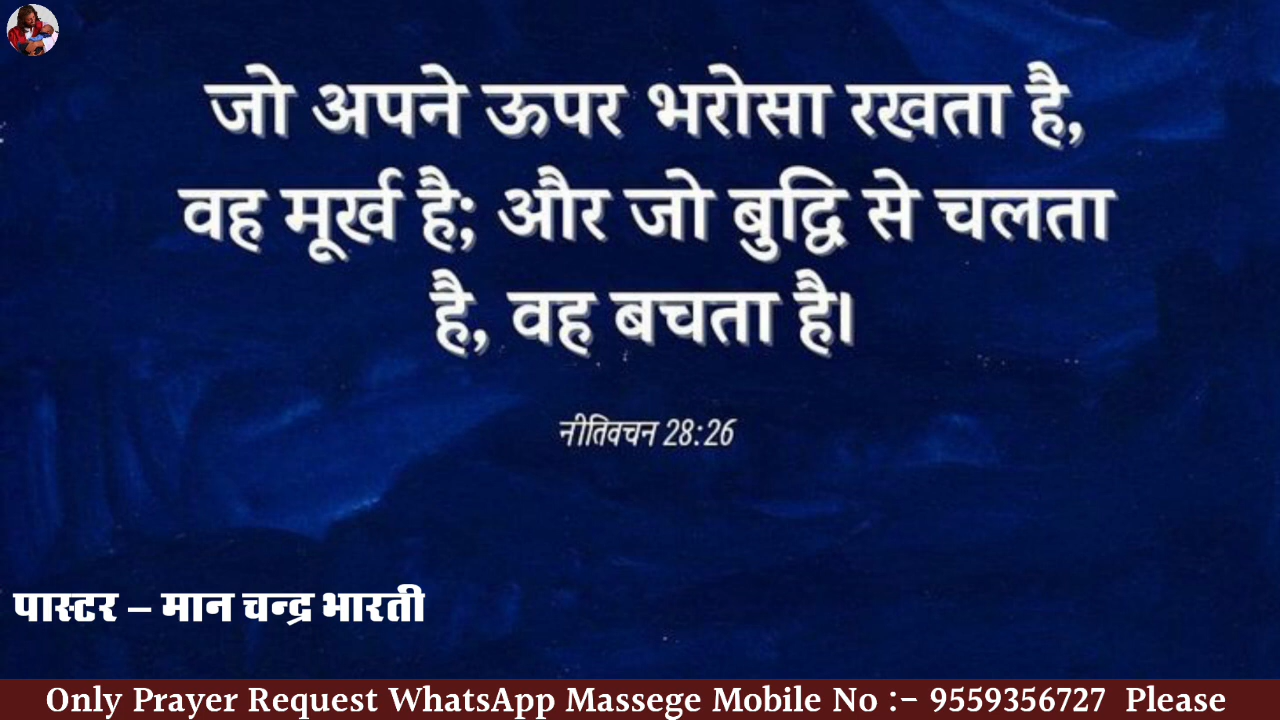 जो अपने ऊपर भरोसा रखता है,
वह मूर्ख है; और जो बुद्धि से चलता
है, वह बचता है।
नीतिवचन 28:26
पास्टर – मान चन्द्र भारती
Only Prayer Request WhatsApp Massege Mobile No :- 9559356727 Please